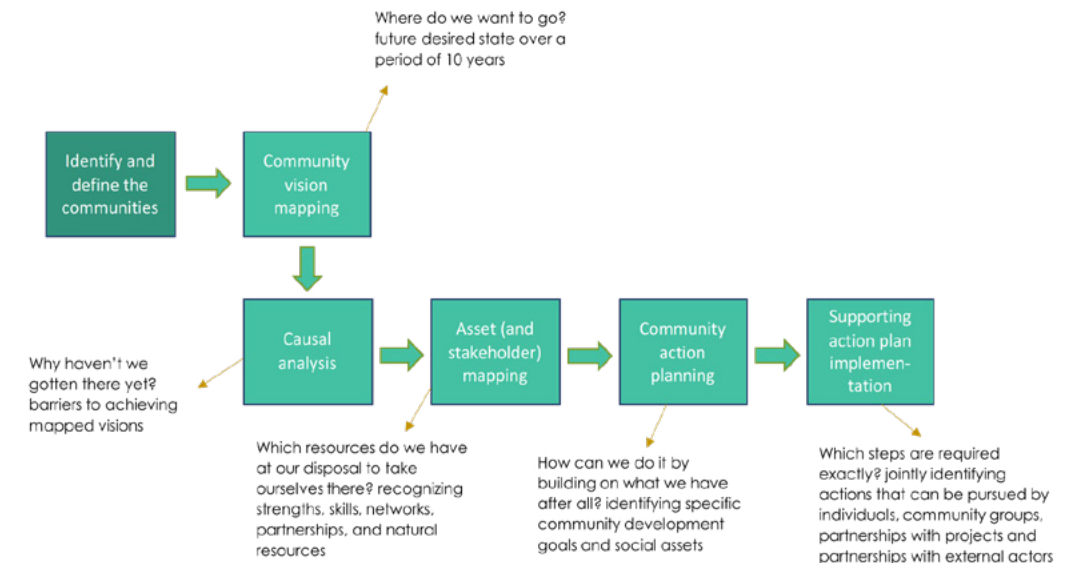 Where do we want to go?
future desired state over a
period of 10 years
Identify and
define the
communities
Community
vision
mapping
Causal
analysis
Asset (and
stakeholder)
mapping
Community
action
planning
Supporting
action plan
implemen-
tation
Why haven't we
gotten there yet?
barriers to achieving
mapped visions
Which resources do we have
at our disposal to take
ourselves there? recognizing
strengths, skills, networks,
partnerships, and natural
resources
How can we do it by
building on what we have
after all? identifying specific
community development
goals and social assets
Which steps are required
exactly? jointly identifying
actions that can be pursued by
individuals, community groups,
partnerships with projects and
partnerships with external actors